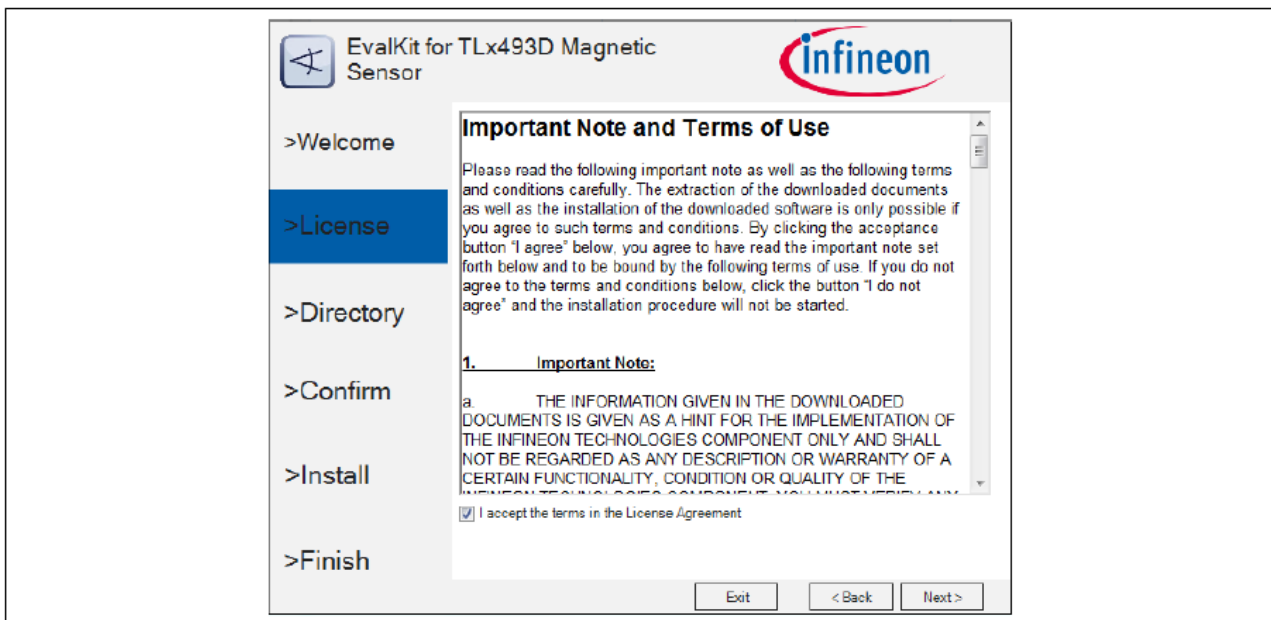 EvalKit for TLx493D Magnetic
Sensor
infineon
>Welcome
>License
>Directory
>Confirm
>Install
>Finish
Important Note and Terms of Use
Please read the following important note as well as the following terms
and conditions carefully. The extraction of the downloaded documents
as well as the installation of the downloaded software is only possible if
you agree to such terms and conditions. By clicking the acceptance
button "I agree" below, you agree to have read the important note set
forth below and to be bound by the following terms of use. If you do not
agree to the terms and conditions below, click the button "I do not
agree" and the installation procedure will not be started.
1. Important Note:
a. THE INFORMATION GIVEN IN THE DOWNLOADED
DOCUMENTS IS GIVEN AS A HINT FOR THE IMPLEMENTATION OF
THE INFINEON TECHNOLOGIES COMPONENT ONLY AND SHALL
NOT BE REGARDED AS ANY DESCRIPTION OR WARRANTY OF A
CERTAIN FUNCTIONALITY, CONDITION OR QUALITY OF THE
INFINEON TECHNOLOGIES COMPONENT. YOU MUST VERIFY ANY
I accept the terms in the License Agreement
Exit
< Back
Next >